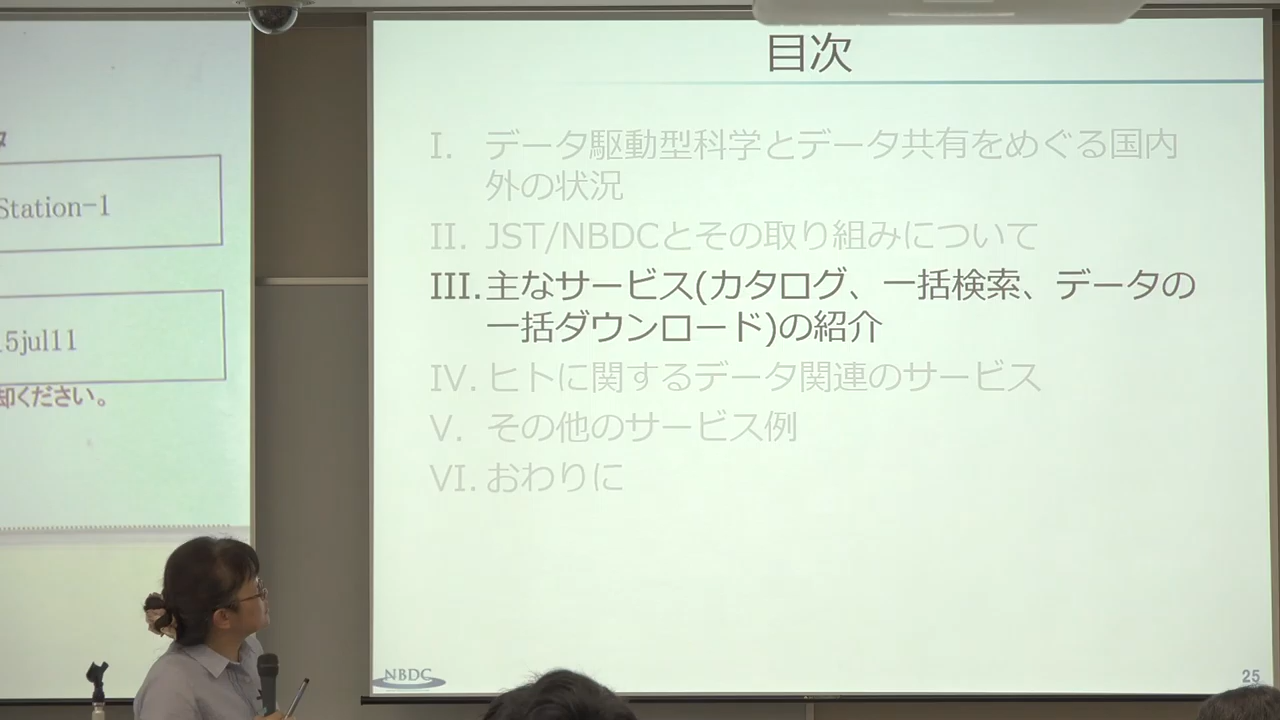 Station-1
5jul11
却ください。
目次
I. データ駆動型科学とデータ共有をめぐる国内
外の状況
II. JST/NBDCとその取り組みについて
III. 主なサービス(カタログ、一括検索、データの
一括ダウンロード)の紹介
IV. ヒトに関するデータ関連のサービス
V. その他のサービス例
VI. おわりに
NBDC
25